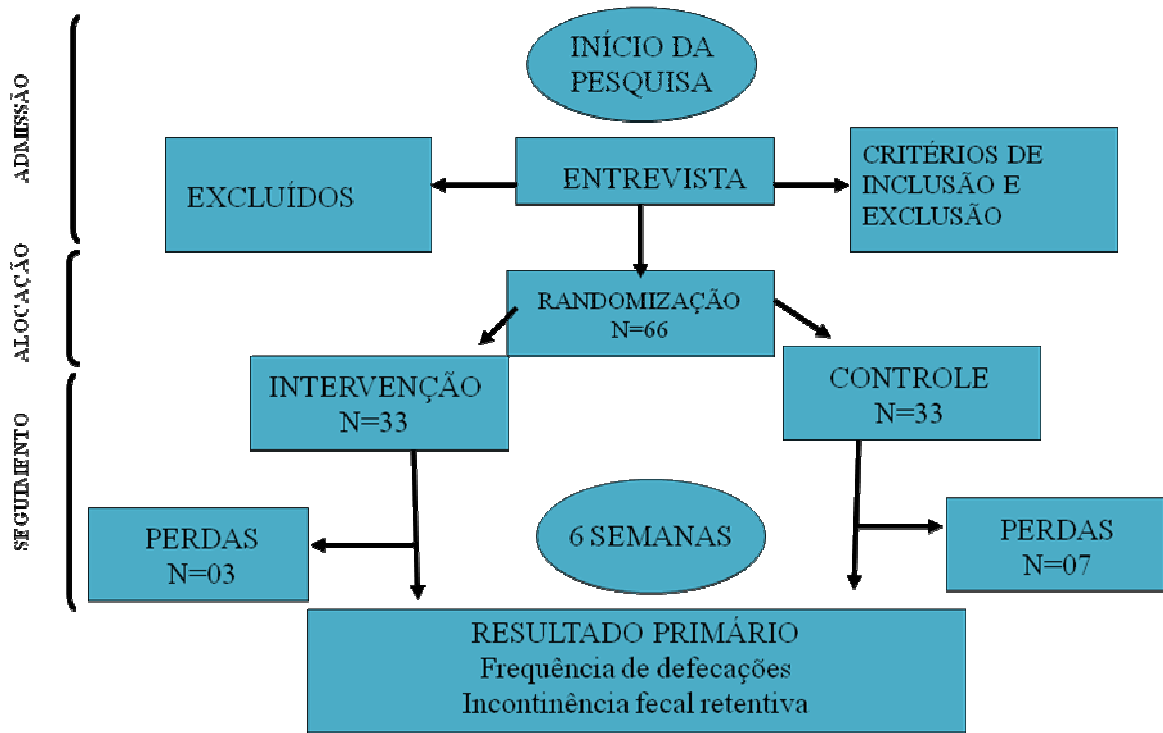 INÍCIO DA
PESQUISA
ADMISSÃO
EXCLUÍDOS
ENTREVISTA
CRITÉRIOS DE
INCLUSÃO E
EXCLUSÃO
ALOCAÇÃO
RANDOMIZAÇÃO
N=66
INTERVENÇÃO
N=33
CONTROLE
N=33
SEGUIMENTO
PERDAS
N=03
6 SEMANAS
PERDAS
N=07
RESULTADO PRIMÁRIO
Frequência de defecações
Incontinência fecal retentiva